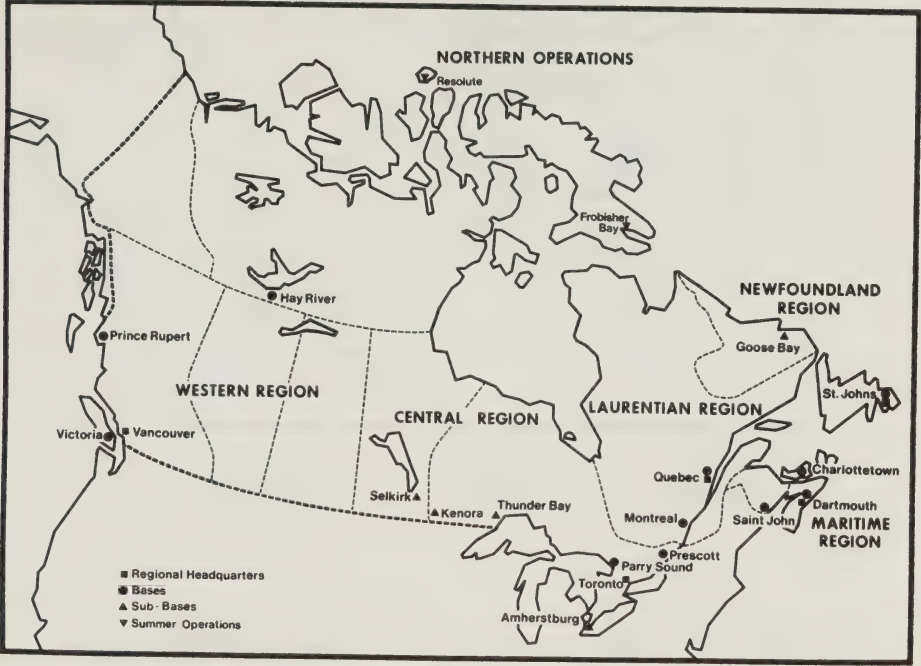 NORTHERN OPERATIONS
Resolute
Frobisher
Bay
Hay River
NEWFOUNDLAND
REGION
Prince Rupert
Goose Bay
WESTERN REGION
CENTRAL REGION
LAURENTIAN REGION
St. Johns
Victoria
Vancouver
Quebec
Charlottetown
Selkirk
Kenora
Thunder Bay
Montreal
Saint John
Dartmouth
MARITIME
REGION
Prescott
Parry Sound
Toronto
Amherstburg
Regional Headquarters
Bases
Sub-Bases
Summer Operations